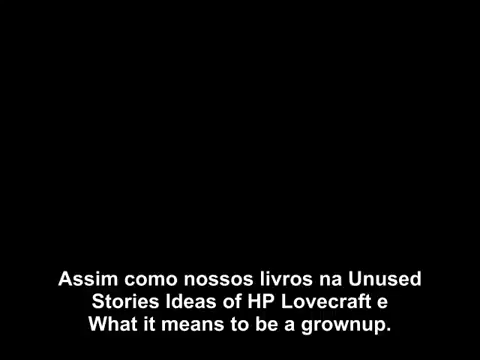 Assim como nossos livros na Unused
Stories Ideas of HP Lovecraft e
What it means to be a grownup.